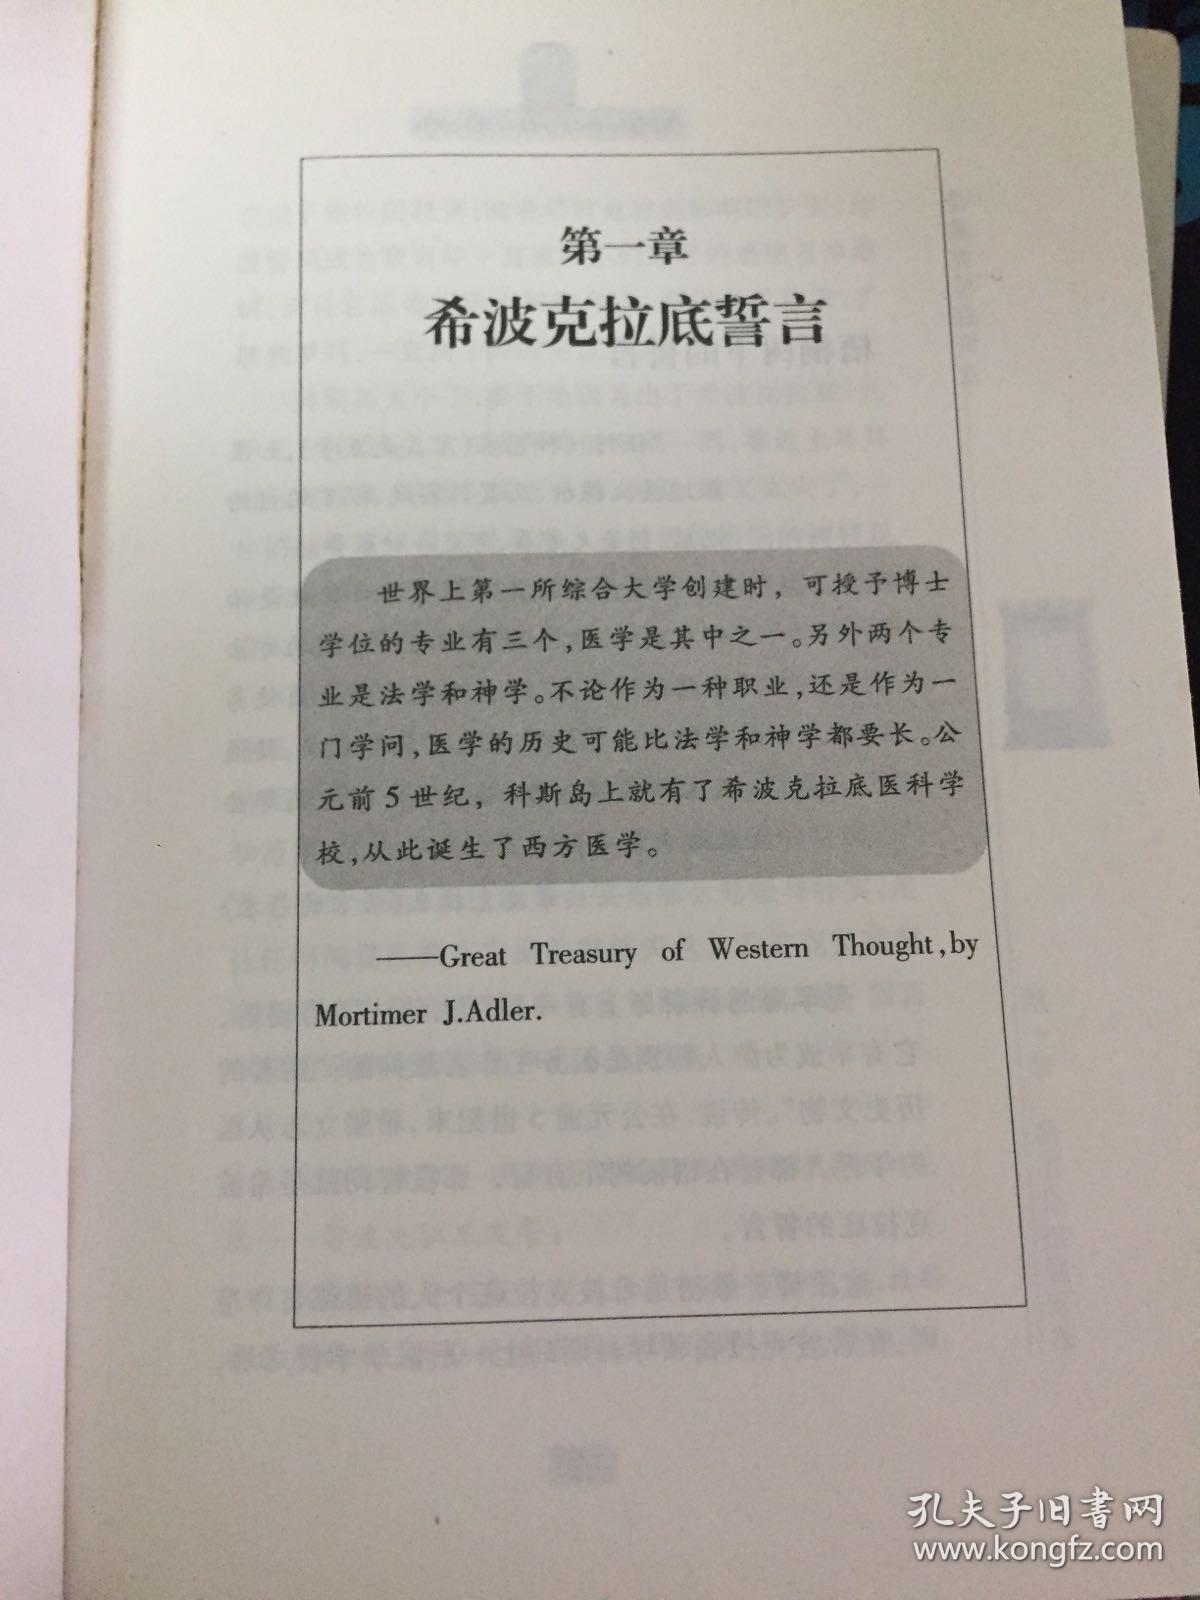 第一章
希波克拉底誓言
世界上第一所综合大学创建时，可授予博士
学位的专业有三个，医学是其中之一。另外两个专
业是法学和神学。不论作为一种职业，还是作为一
门学问，医学的历史可能比法学和神学都要长。公
元前5世纪，科斯岛上就有了希波克拉底医科学
校，从此诞生了西方医学。
——Great Treasury of Western Thought,by
Mortimer J.Adler.
孔夫子旧书网
www.kongfz.com